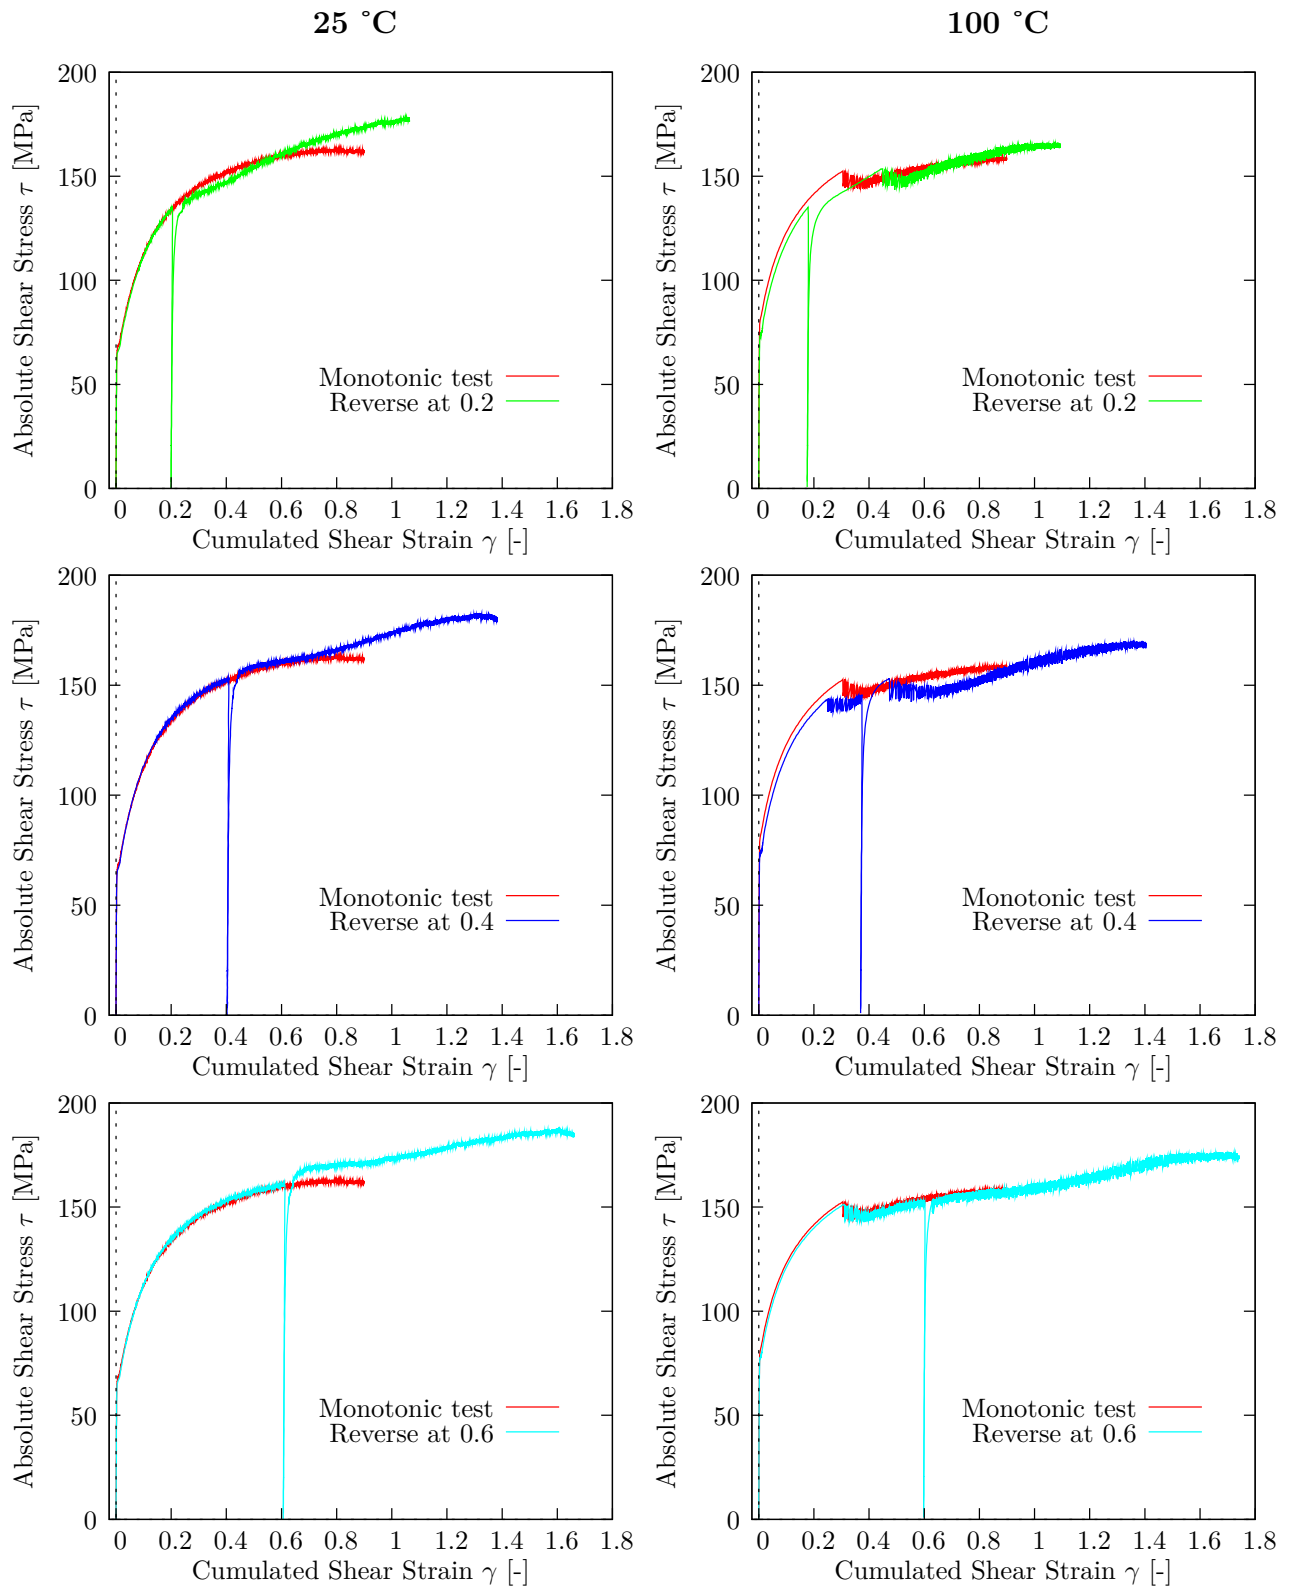 25 °C
100 °C
Absolute Shear Stress τ [MPa]
200
150
100
50
0
Monotonic test
Reverse at 0.2
0 0.2 0.4 0.6 0.8 1 1.2 1.4 1.6 1.8
Cumulated Shear Strain γ [-]
Absolute Shear Stress τ [MPa]
200
150
100
50
0
Monotonic test
Reverse at 0.2
0 0.2 0.4 0.6 0.8 1 1.2 1.4 1.6 1.8
Cumulated Shear Strain γ [-]
Absolute Shear Stress τ [MPa]
200
150
100
50
0
Monotonic test
Reverse at 0.4
0 0.2 0.4 0.6 0.8 1 1.2 1.4 1.6 1.8
Cumulated Shear Strain γ [-]
Absolute Shear Stress τ [MPa]
200
150
100
50
0
Monotonic test
Reverse at 0.4
0 0.2 0.4 0.6 0.8 1 1.2 1.4 1.6 1.8
Cumulated Shear Strain γ [-]
Absolute Shear Stress τ [MPa]
200
150
100
50
0
Monotonic test
Reverse at 0.6
0 0.2 0.4 0.6 0.8 1 1.2 1.4 1.6 1.8
Cumulated Shear Strain γ [-]
Absolute Shear Stress τ [MPa]
200
150
100
50
0
Monotonic test
Reverse at 0.6
0 0.2 0.4 0.6 0.8 1 1.2 1.4 1.6 1.8
Cumulated Shear Strain γ [-]